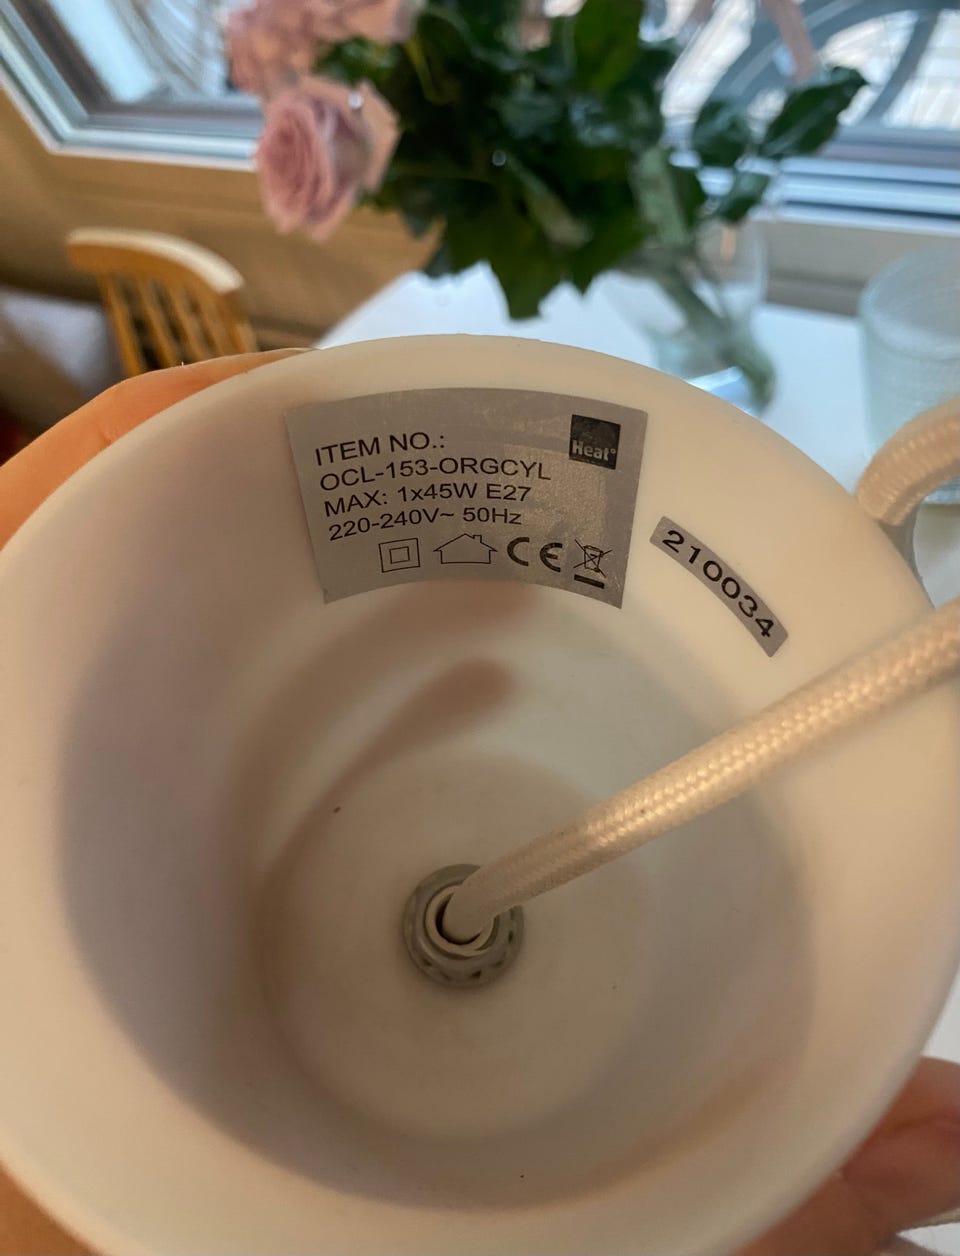 ITEM NO.:
OCL-153-ORGCYL
MAX: 1x45W E27
220-240V~ 50Hz
Heat°
CE
210034